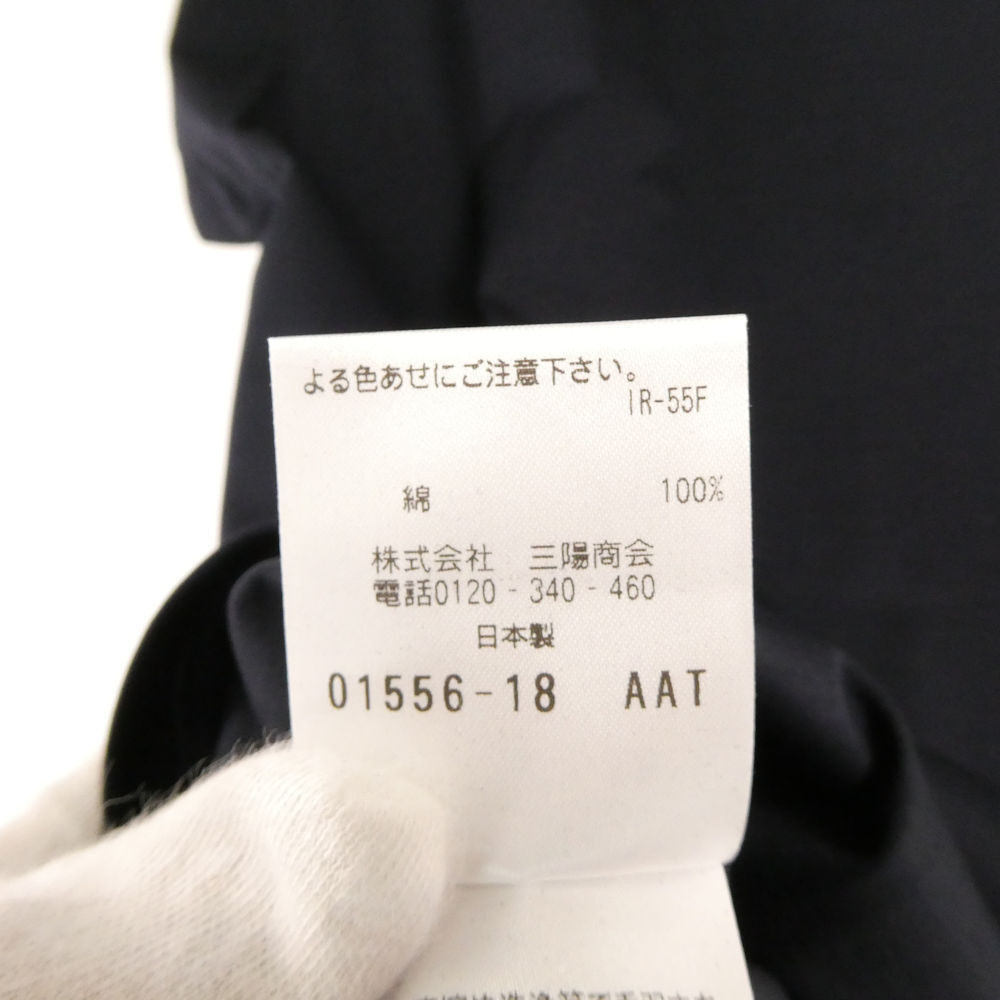 よる色あせにご注意下さい。
IR-55F
綿 100%
株式会社 三陽商会
電話0120-340-460
日本製
01556-18 AAT